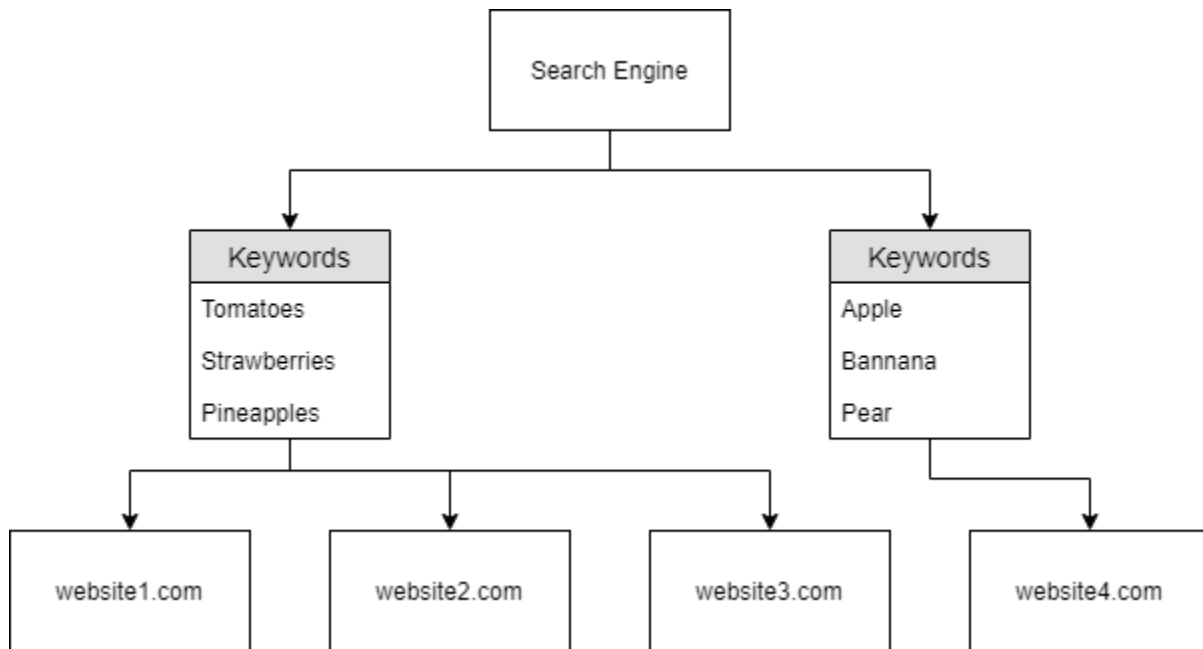 Search Engine
Keywords
Tomatoes
Strawberries
Pineapples
Keywords
Apple
Bannana
Pear
website1.com
website2.com
website3.com
website4.com